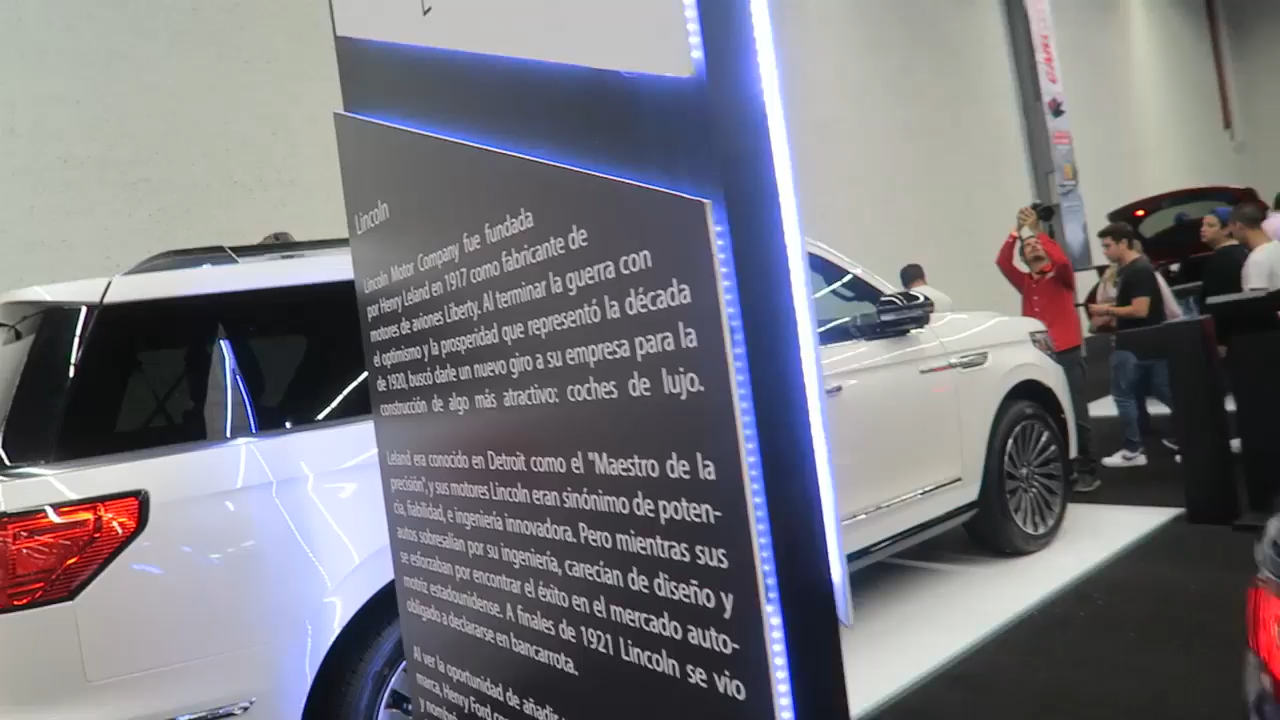 Lincoln
Lincoln Motor Company fue fundada
por Henry Leland en 1917 como fabricante de
motores de aviones Liberty. Al terminar la guerra con
el optimismo y la prosperidad que representó la década
de 1920, buscó darle un nuevo giro a su empresa para la
construcción de algo más atractivo: coches de lujo.
Leland era conocido en Detroit como el "Maestro de la
precisión", y sus motores Lincoln eran sinónimo de poten-
cia, fiabilidad, e ingeniería innovadora. Pero mientras sus
autos sobresalían por su ingeniería, carecían de diseño y
se esforzaban por encontrar el éxito en el mercado auto-
motriz estadounidense. A finales de 1921 Lincoln se vio
obligado a declararse en bancarrota.
Al ver la oportunidad de añadir
marca, Henry Ford